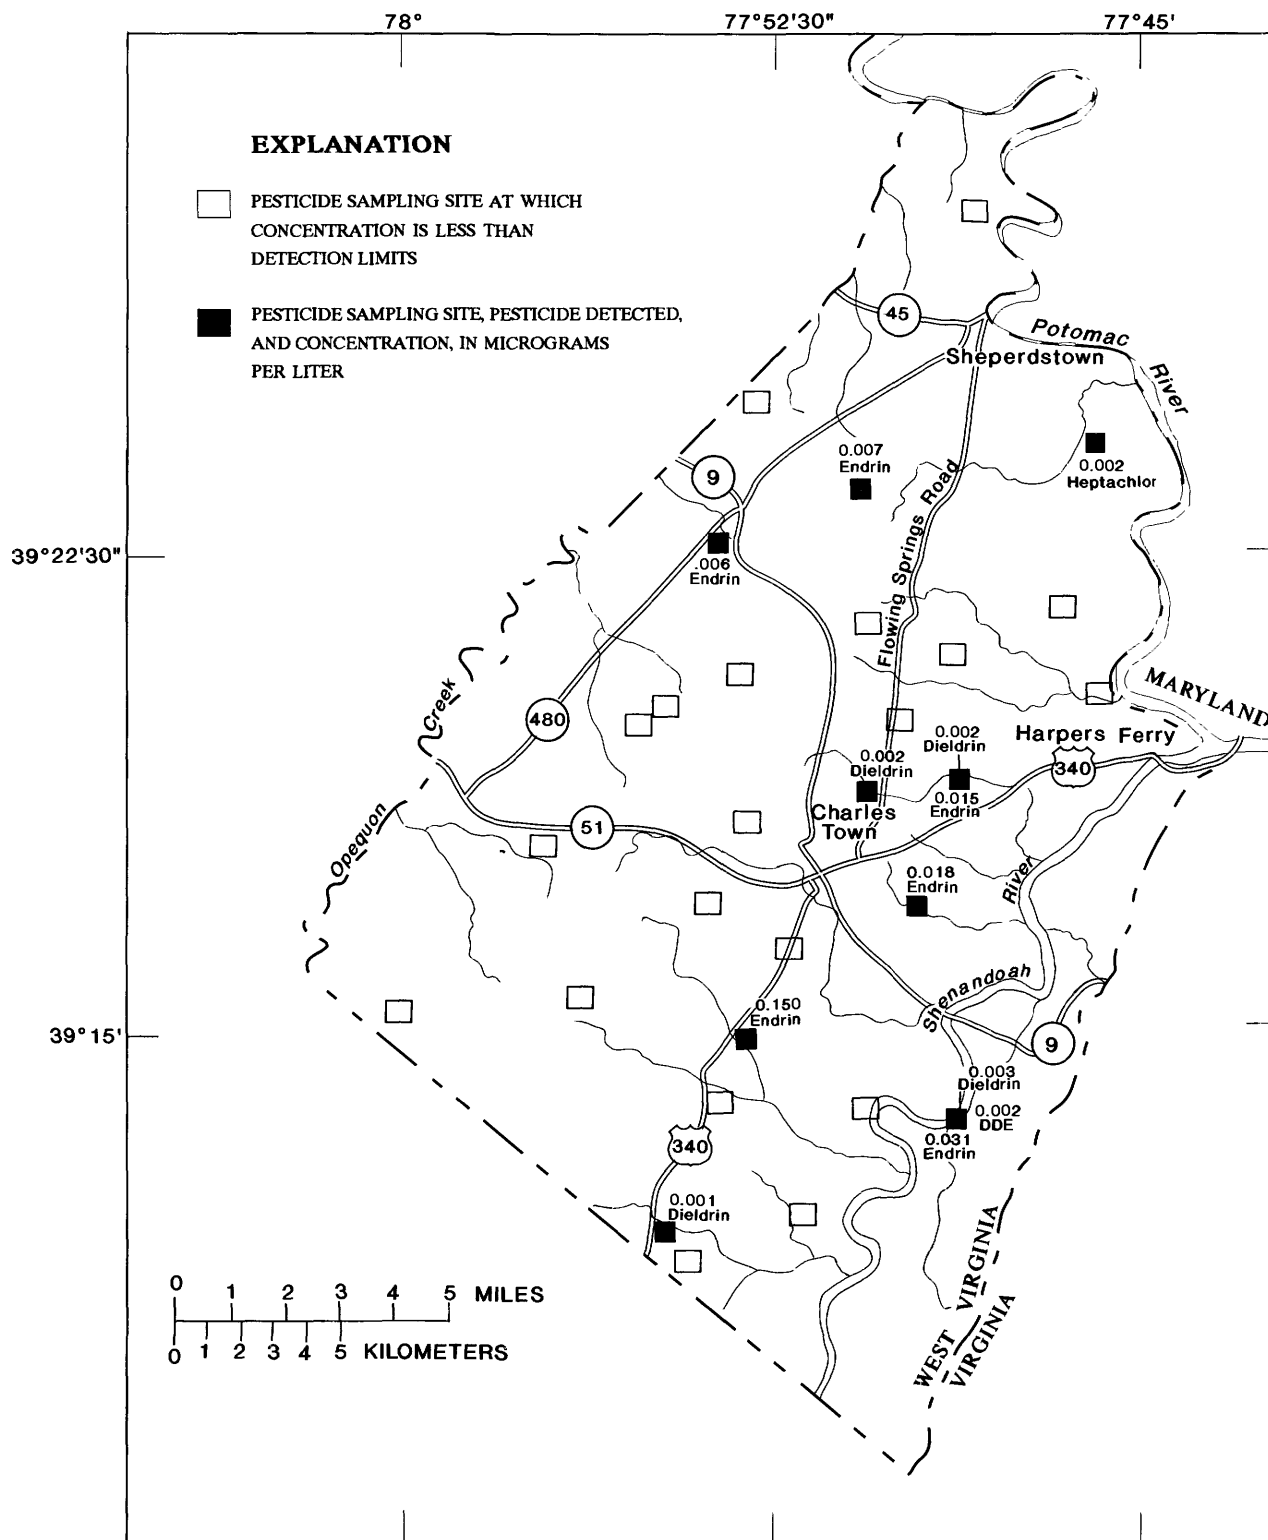 78°
77°52'30"
77°45'
EXPLANATION
PESTICIDE SAMPLING SITE AT WHICH
CONCENTRATION IS LESS THAN
DETECTION LIMITS
PESTICIDE SAMPLING SITE, PESTICIDE DETECTED,
AND CONCENTRATION, IN MICROGRAMS
PER LITER
45
Potomac
River
Sheperdstown
0.007
Endrin
0.002
Heptachlor
9
Flowing Springs Road
39°22'30"
.006
Endrin
Creek
480
MARYLAND
Harpers Ferry
340
0.002
Dieldrin
0.002
Dieldrin
0.015
Endrin
Charles
Town
51
Opequon
0.018
Endrin
River
Shenandoah
0.150
Endrin
39°15'
9
0.003
Dieldrin
0.002
DDE
0.031
Endrin
340
0.001
Dieldrin
WEST VIRGINIA
VIRGINIA
0 1 2 3 4 5 MILES
0 1 2 3 4 5 KILOMETERS